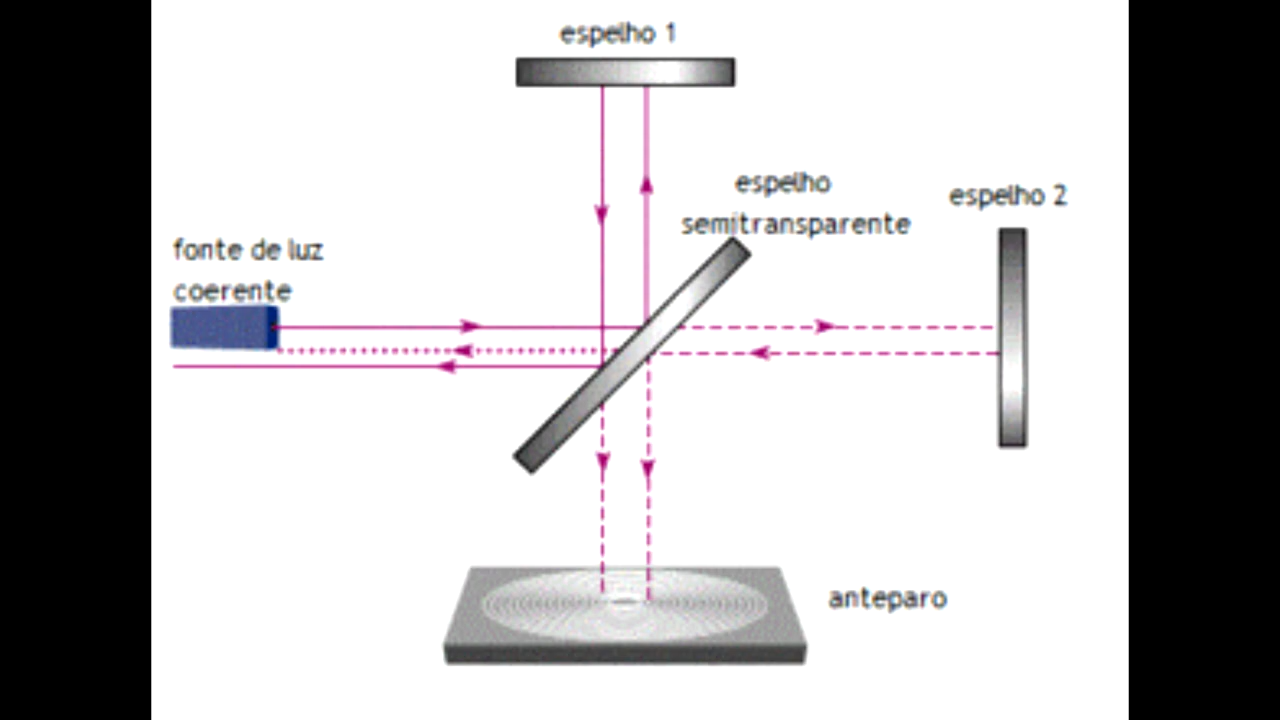 espelho 1
espelho
semitransparente
espelho 2
fonte de luz
coerente
anteparo